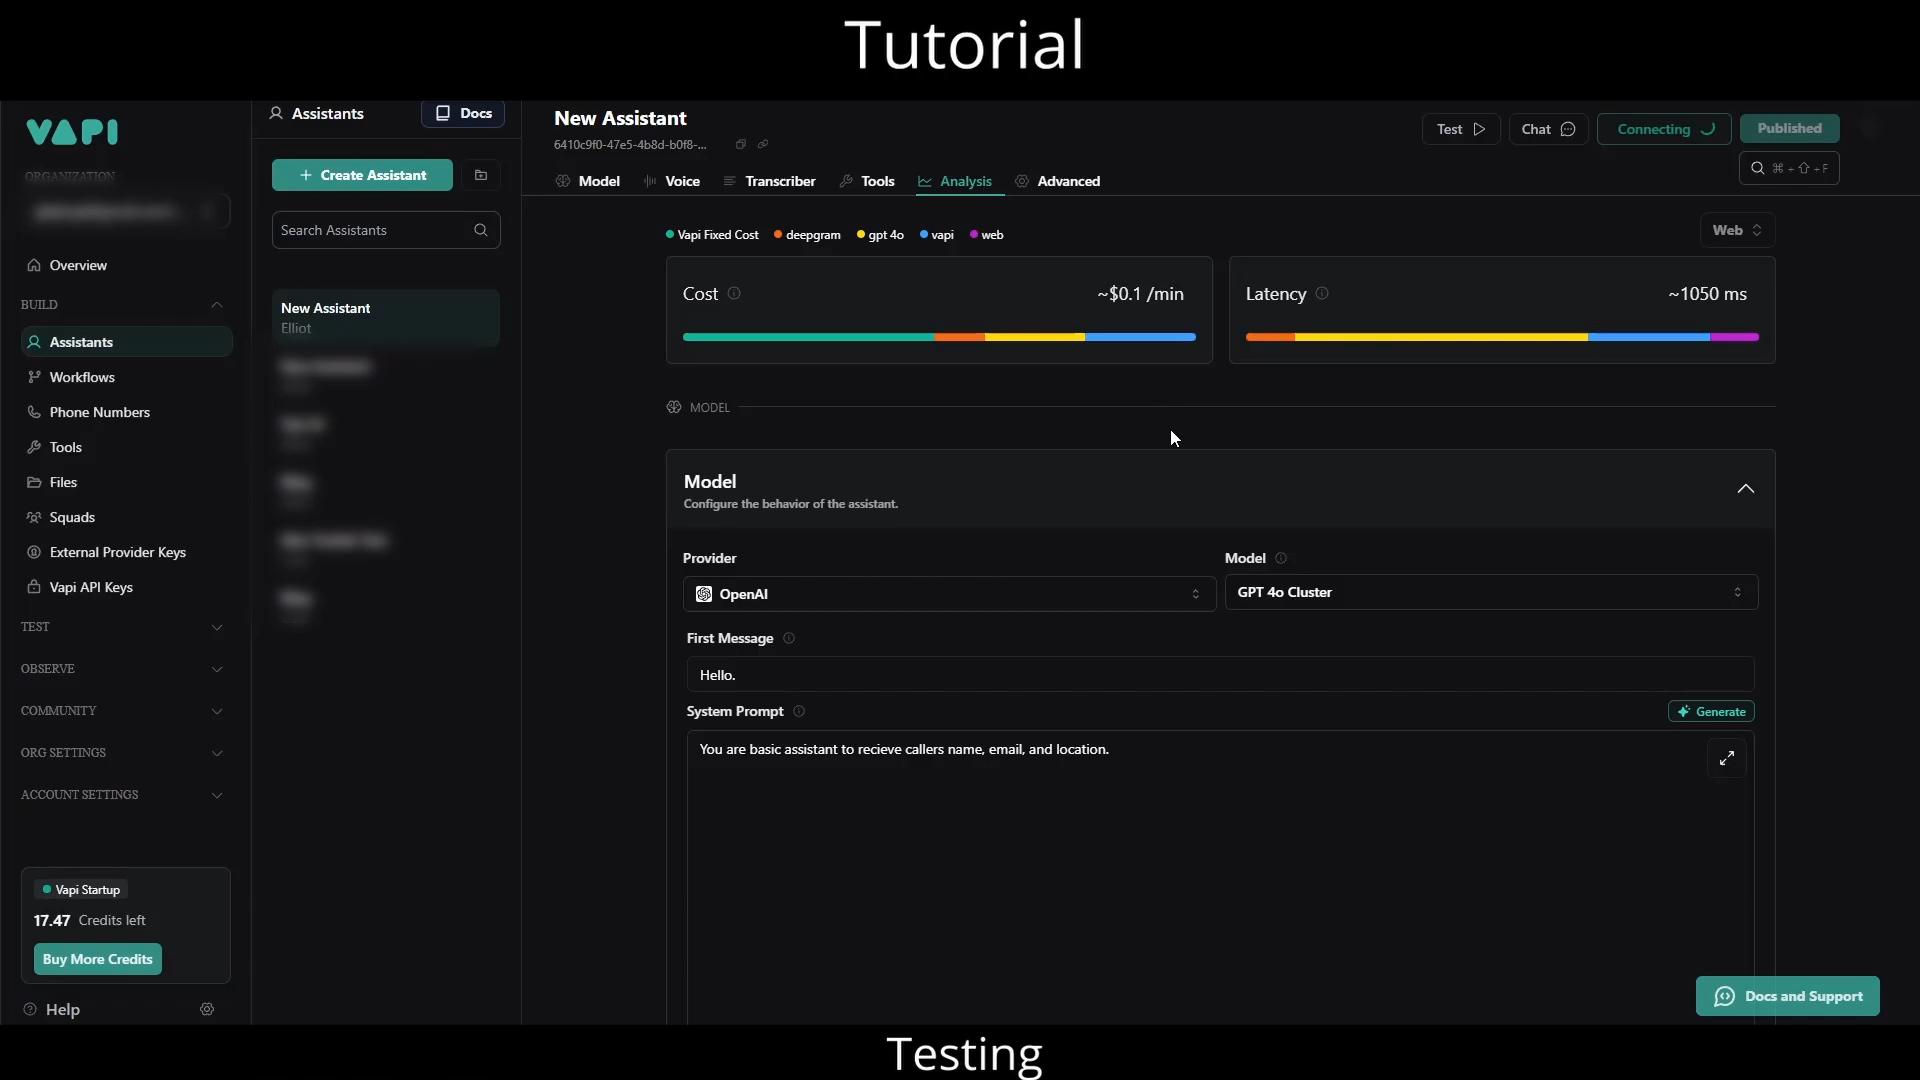 Tutorial
VAPI
ORGANIZATION
Overview
BUILD
Assistants
Workflows
Phone Numbers
Tools
Files
Squads
External Provider Keys
Vapi API Keys
TEST
OBSERVE
COMMUNITY
ORG SETTINGS
ACCOUNT SETTINGS
Vapi Startup
17.47 Credits left
Buy More Credits
Help
Assistants
Docs
+ Create Assistant
Search Assistants
New Assistant
Elliot
New Assistant
6410c9f0-47e5-4b8d-b0f8-...
Test
Chat
Connecting
Published
⌘ + ⇧ + F
Model
Voice
Transcriber
Tools
Analysis
Advanced
Vapi Fixed Cost
deepgram
gpt 4o
vapi
web
Web
Cost
~$0.1 /min
Latency
~1050 ms
MODEL
Model
Configure the behavior of the assistant.
Provider
Model
OpenAI
GPT 4o Cluster
First Message
Hello.
System Prompt
Generate
You are basic assistant to recieve callers name, email, and location.
Docs and Support
Testing